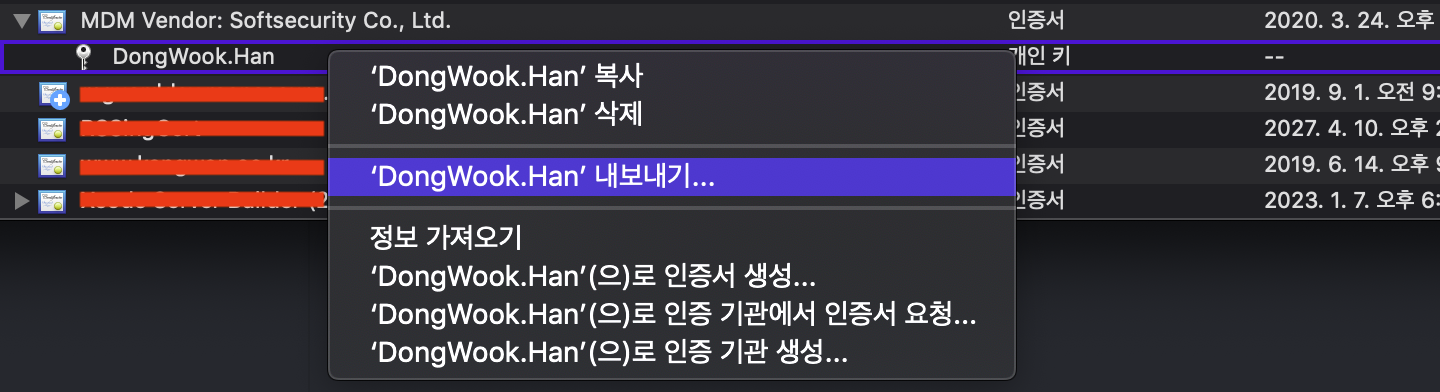 MDM Vendor: Softsecurity Co., Ltd. 인증서 2020. 3. 24. 오후
DongWook.Han 개인 키 --
‘DongWook.Han’ 복사
인증서 2019. 9. 1. 오전 9:
‘DongWook.Han’ 삭제
인증서 2027. 4. 10. 오후 2
‘DongWook.Han’ 내보내기...
인증서 2019. 6. 14. 오후 9
인증서 2023. 1. 7. 오후 6:
정보 가져오기
‘DongWook.Han’(으)로 인증서 생성...
‘DongWook.Han’(으)로 인증 기관에서 인증서 요청...
‘DongWook.Han’(으)로 인증 기관 생성...